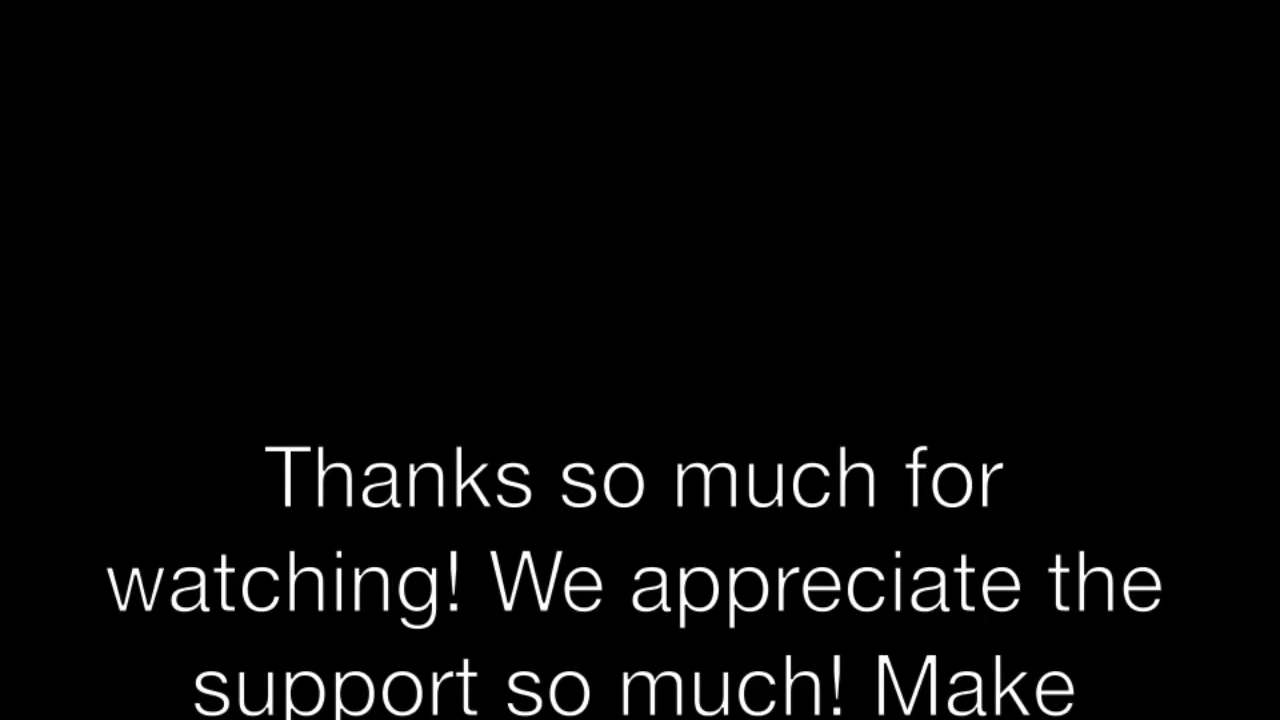 Thanks so much for
watching! We appreciate the
support so much! Make